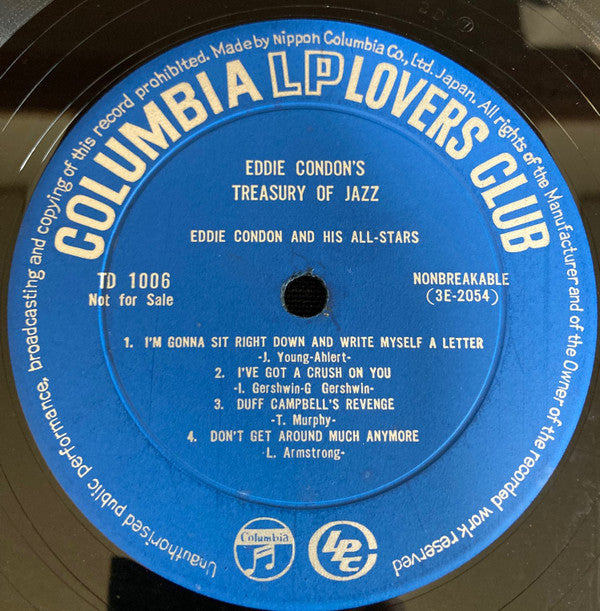 Unauthorised public performance, broadcasting and copying of this record prohibited. Made by Nippon Columbia Co., Ltd. Japan. All rights of the Manufacturer and of the Owner of the recorded work reserved
COLUMBIA LP LOVERS CLUB
EDDIE CONDON'S
TREASURY OF JAZZ
EDDIE CONDON AND HIS ALL-STARS
TD 1006
Not for Sale
NONBREAKABLE
(3E-2054)
1. I'M GONNA SIT RIGHT DOWN AND WRITE MYSELF A LETTER
-J. Young-Ahlert-
2. I'VE GOT A CRUSH ON YOU
-I. Gershwin-G Gershwin-
3. DUFF CAMPBELL'S REVENGE
-T. Murphy-
4. DON'T GET AROUND MUCH ANYMORE
L. Armstrong-
Columbia
LPC